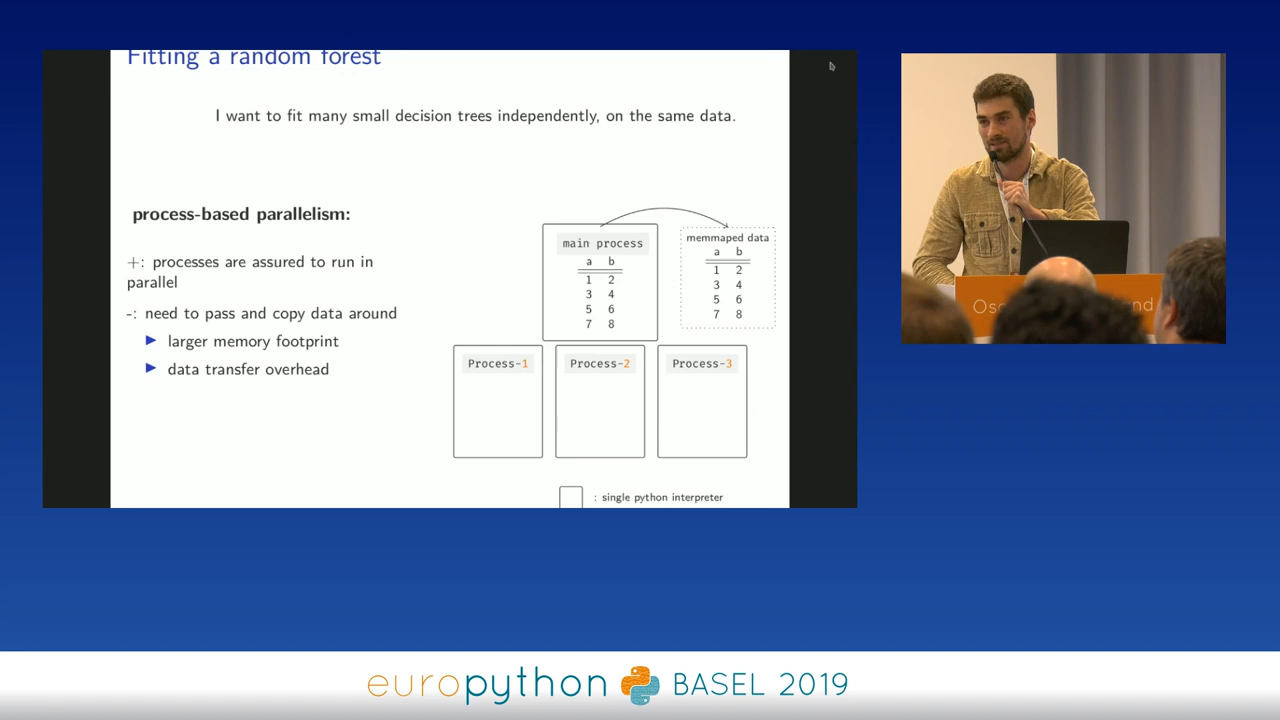 Fitting a random forest
I want to fit many small decision trees independently, on the same data.
process-based parallelism:
+: processes are assured to run in
parallel
-: need to pass and copy data around
larger memory footprint
data transfer overhead
main process
a b
1 2
3 4
5 6
7 8
memmaped data
a b
1 2
3 4
5 6
7 8
Process-1
Process-2
Process-3
: single python interpreter
europython BASEL 2019